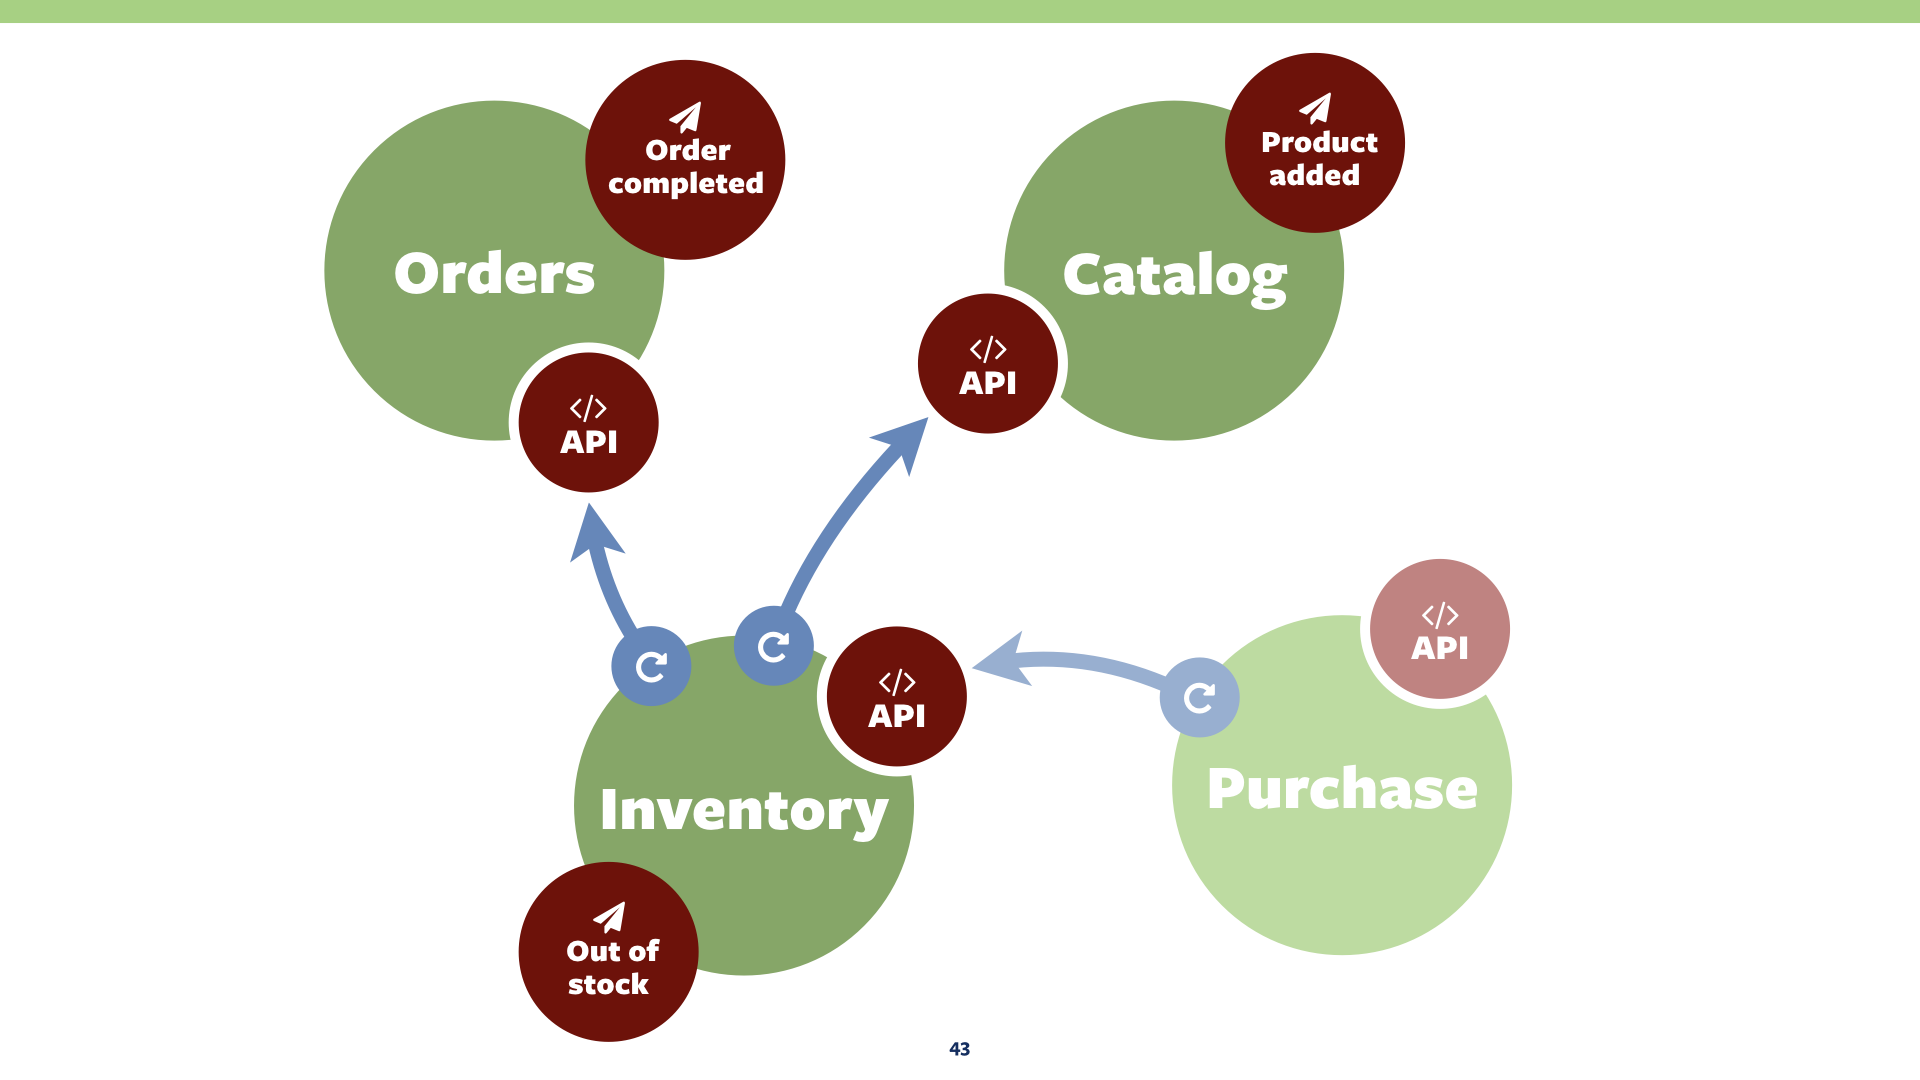 Order
completed
Orders
API
Product
added
Catalog
API
API
Inventory
Out of
stock
API
Purchase
43